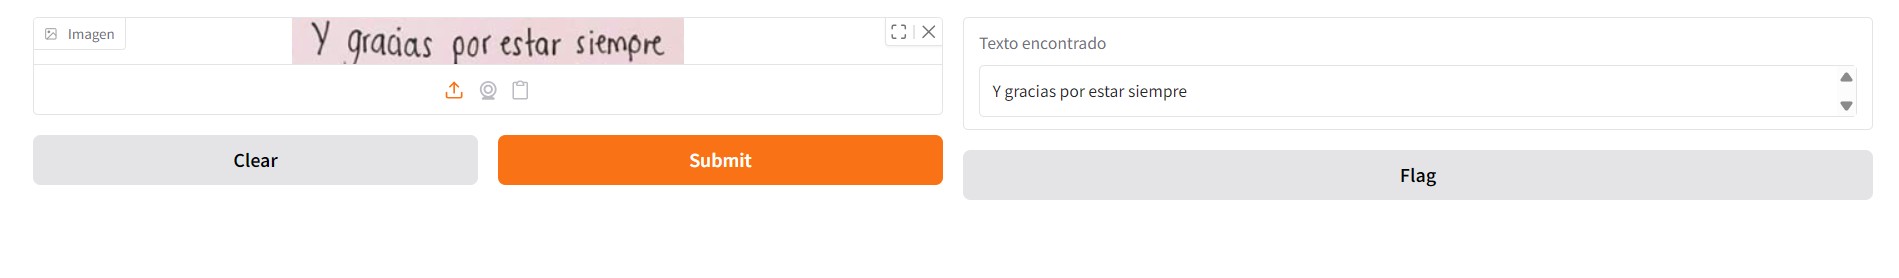 Imagen
Y gracias por estar siempre
Clear
Submit
Texto encontrado
Y gracias por estar siempre
Flag